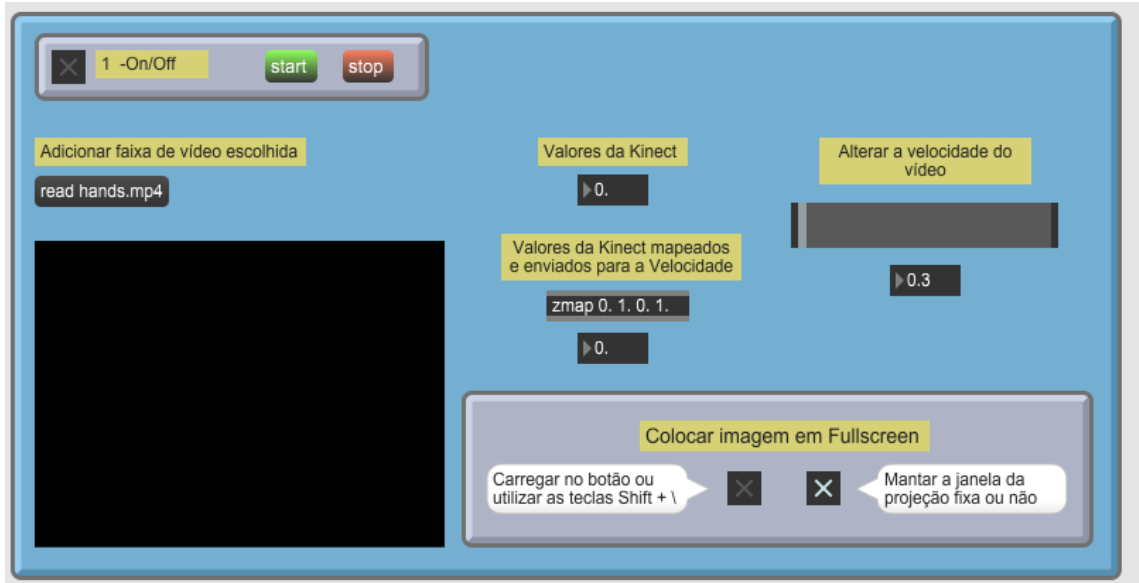 1 -On/Off
start
stop
Adicionar faixa de vídeo escolhida
read hands.mp4
Valores da Kinect
0.
Valores da Kinect mapeados
e enviados para a Velocidade
zmap 0. 1. 0. 1.
0.
Alterar a velocidade do
vídeo
0.3
Colocar imagem em Fullscreen
Carregar no botão ou
utilizar as teclas Shift + \
Mantar a janela da
projeção fixa ou não